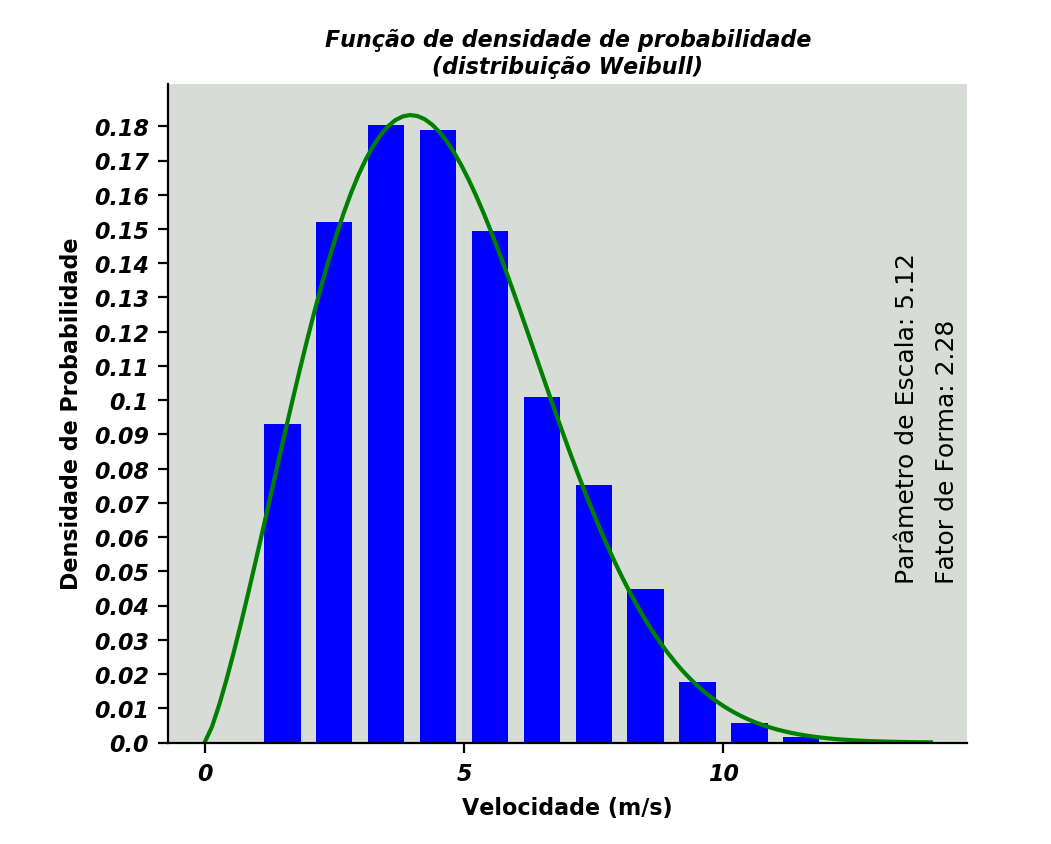 Função de densidade de probabilidade
(distribuição Weibull)
0.18
0.17
0.16
0.15
0.14
0.13
0.12
0.11
0.1
0.09
0.08
0.07
0.06
0.05
0.04
0.03
0.02
0.01
0.0
Densidade de Probabilidade
Parâmetro de Escala: 5.12
Fator de Forma: 2.28
0 5 10
Velocidade (m/s)